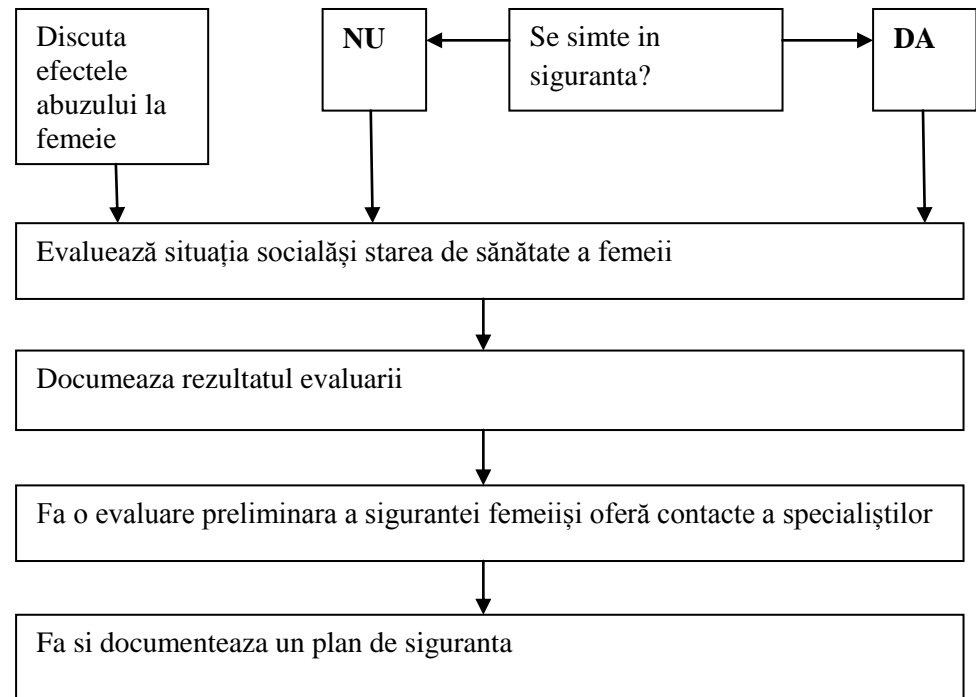 Discuta
efectele
abuzului la
femeie
NU
Se simte in
siguranta?
DA
Evaluează situația socialăși starea de sănătate a femeii
Documeaza rezultatul evaluarii
Fa o evaluare preliminara a sigurantei femeiiși oferă contacte a specialiștilor
Fa si documenteaza un plan de siguranta